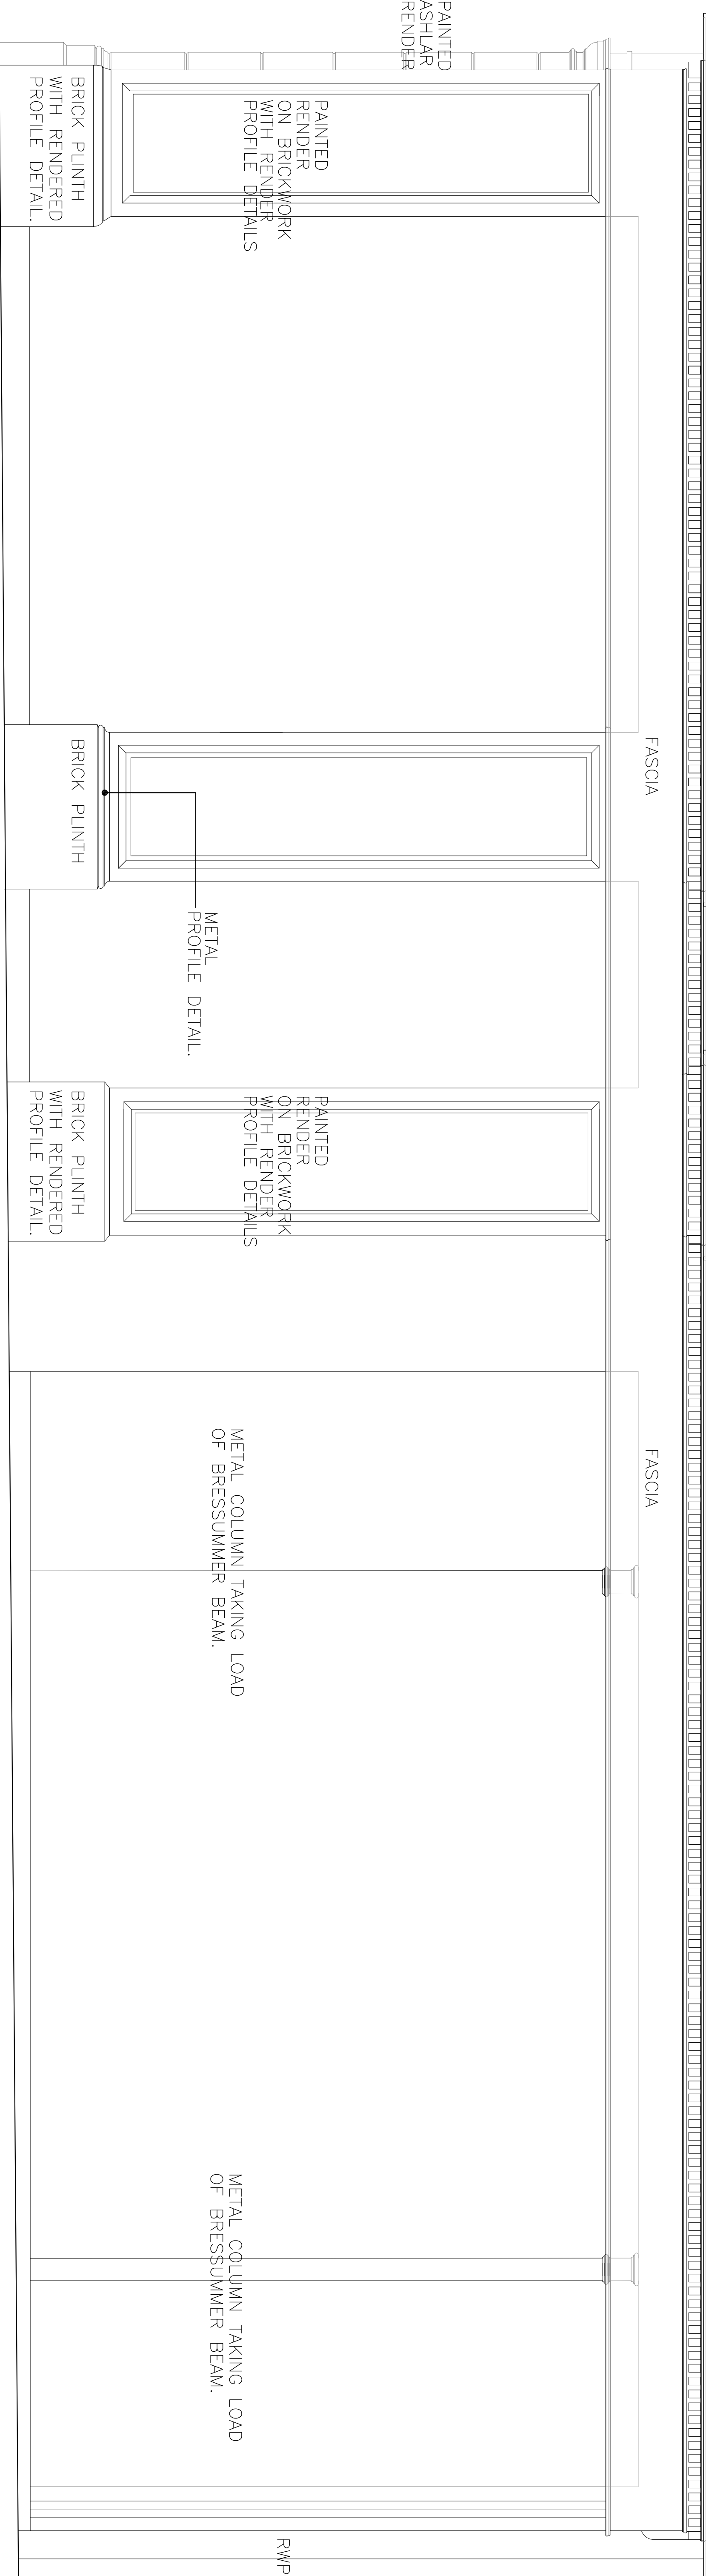 PAINTED
ASHLAR
RENDER
PAINTED
RENDER
ON BRICKWORK
WITH RENDER
PROFILE DETAILS
BRICK PLINTH
WITH RENDERED
PROFILE DETAIL.
FASCIA
BRICK PLINTH
METAL
PROFILE DETAIL.
PAINTED
RENDER
ON BRICKWORK
WITH RENDER
PROFILE DETAILS
BRICK PLINTH
WITH RENDERED
PROFILE DETAIL.
FASCIA
METAL COLUMN TAKING LOAD
OF BRESSUMMER BEAM.
METAL COLUMN TAKING LOAD
OF BRESSUMMER BEAM.
RWP